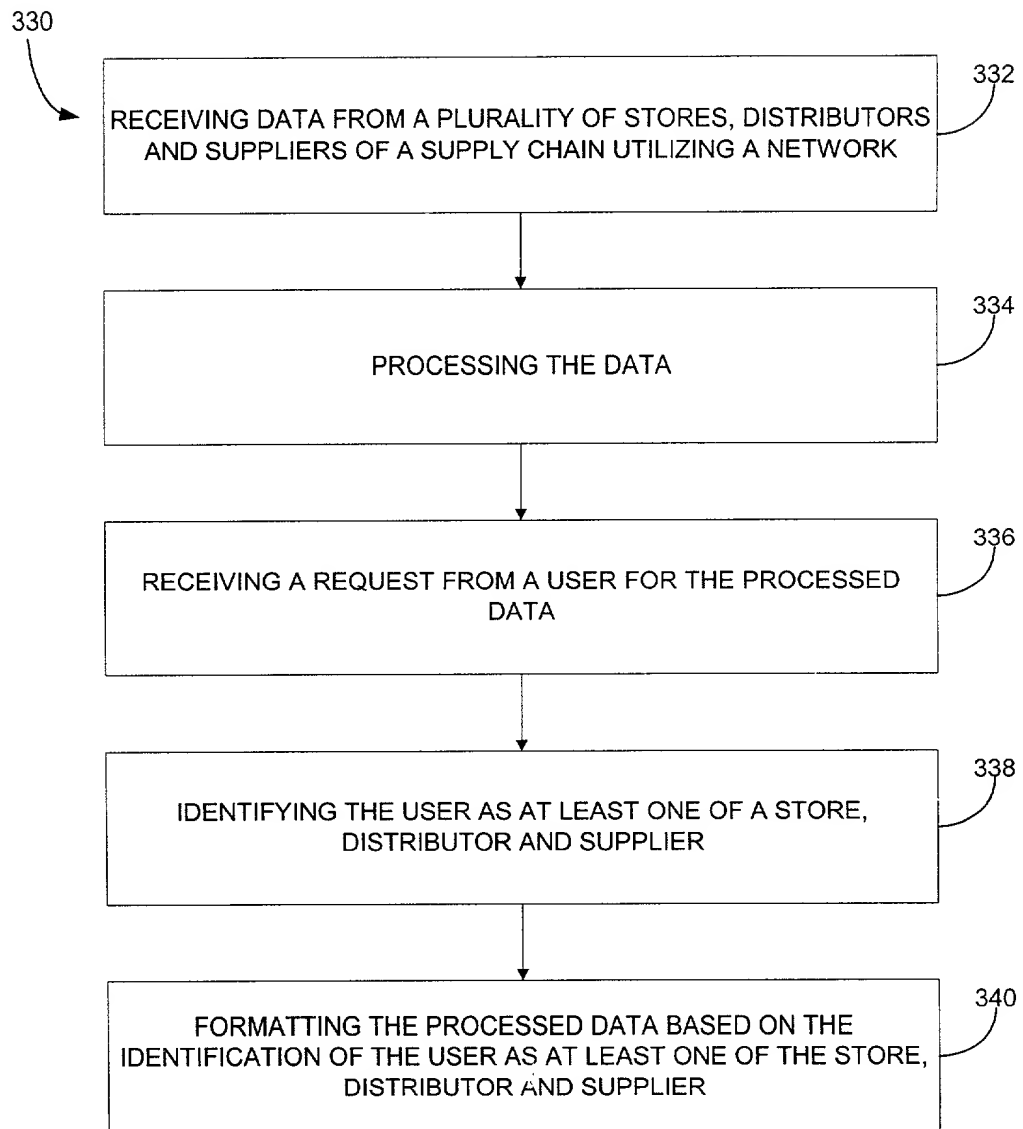 330
332
RECEIVING DATA FROM A PLURALITY OF STORES, DISTRIBUTORS
AND SUPPLIERS OF A SUPPLY CHAIN UTILIZING A NETWORK
334
PROCESSING THE DATA
336
RECEIVING A REQUEST FROM A USER FOR THE PROCESSED
DATA
338
IDENTIFYING THE USER AS AT LEAST ONE OF A STORE,
DISTRIBUTOR AND SUPPLIER
340
FORMATTING THE PROCESSED DATA BASED ON THE
IDENTIFICATION OF THE USER AS AT LEAST ONE OF THE STORE,
DISTRIBUTOR AND SUPPLIER